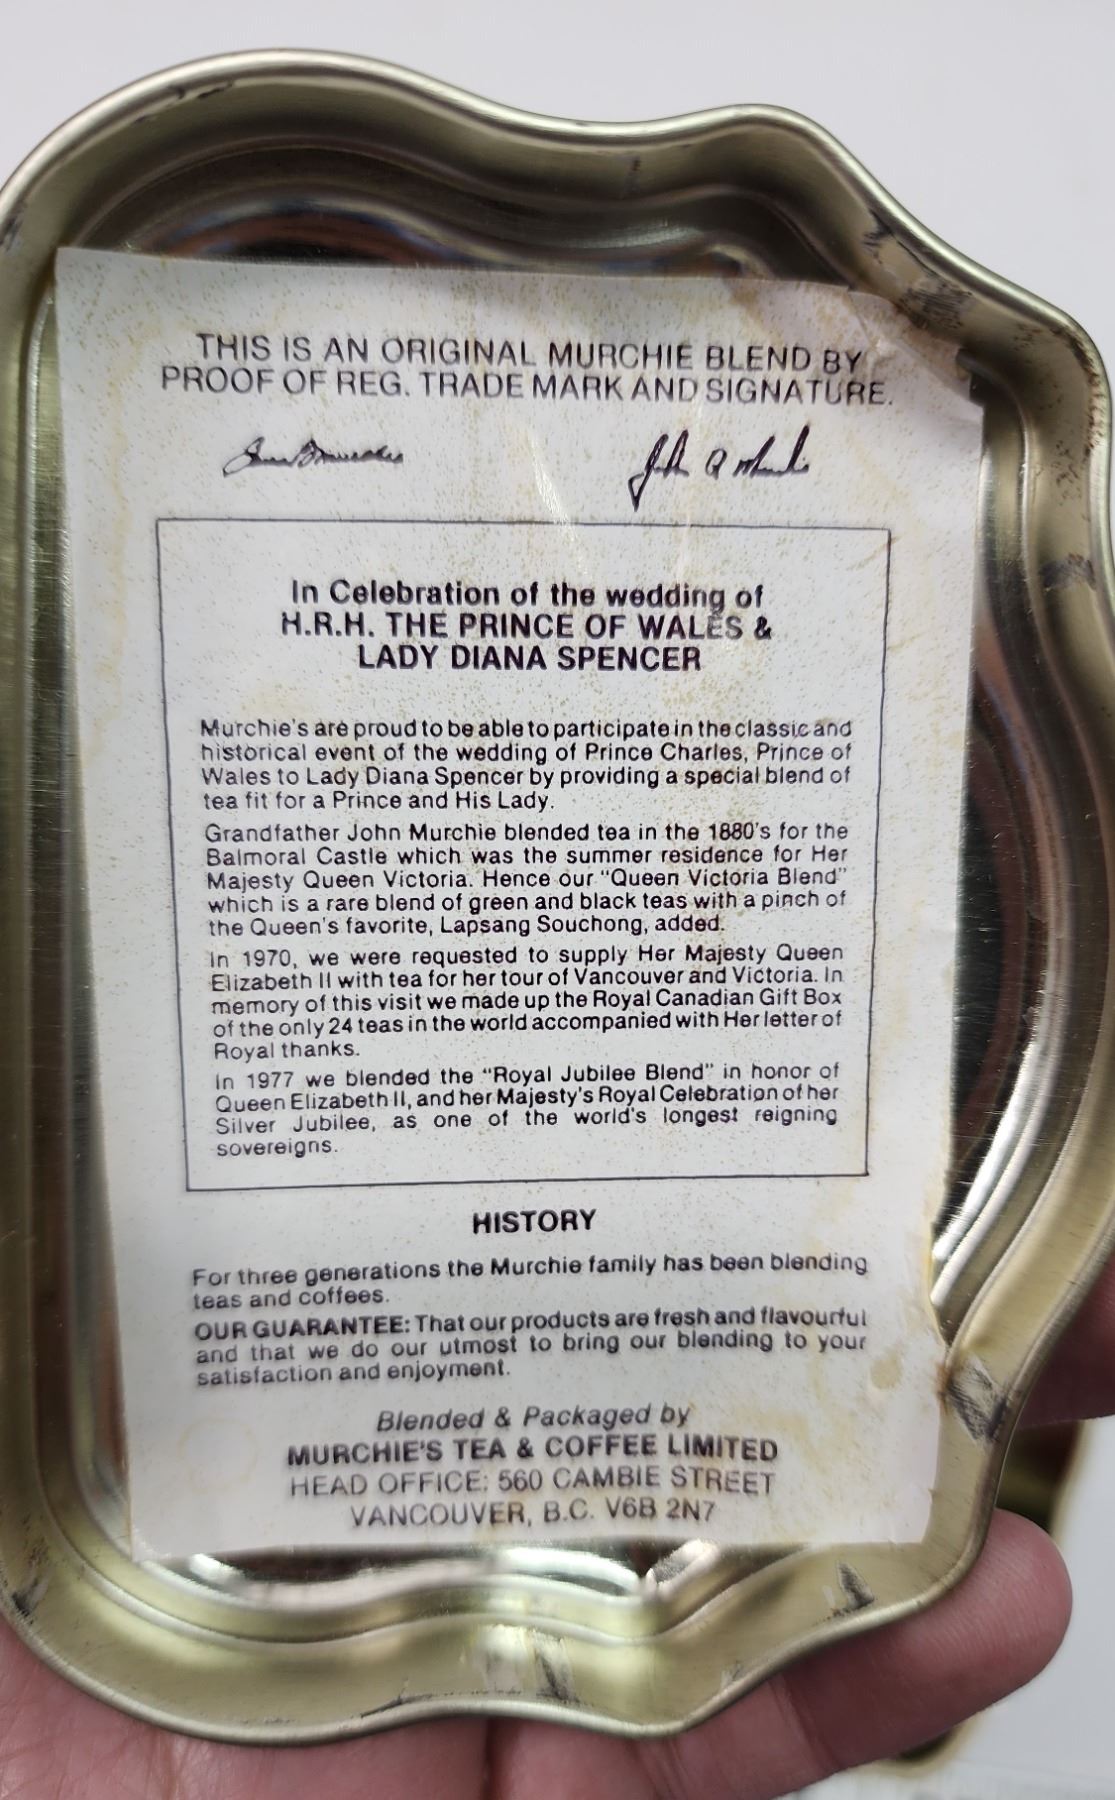 THIS IS AN ORIGINAL MURCHIE BLEND BY
PROOF OF REG. TRADE MARK AND SIGNATURE.
John A Murchie
In Celebration of the wedding of
H.R.H. THE PRINCE OF WALES &
LADY DIANA SPENCER
Murchie's are proud to be able to participate in the classic and
historical event of the wedding of Prince Charles, Prince of
Wales to Lady Diana Spencer by providing a special blend of
tea fit for a Prince and His Lady.
Grandfather John Murchie blended tea in the 1880's for the
Balmoral Castle which was the summer residence for Her
Majesty Queen Victoria. Hence our "Queen Victoria Blend"
which is a rare blend of green and black teas with a pinch of
the Queen's favorite, Lapsang Souchong, added.
In 1970, we were requested to supply Her Majesty Queen
Elizabeth II with tea for her tour of Vancouver and Victoria. In
memory of this visit we made up the Royal Canadian Gift Box
of the only 24 teas in the world accompanied with Her letter of
Royal thanks.
In 1977 we blended the "Royal Jubilee Blend" in honor of
Queen Elizabeth II, and her Majesty's Royal Celebration of her
Silver Jubilee, as one of the world's longest reigning
sovereigns.
HISTORY
For three generations the Murchie family has been blending
teas and coffees.
OUR GUARANTEE: That our products are fresh and flavourful
and that we do our utmost to bring our blending to your
satisfaction and enjoyment.
Blended & Packaged by
MURCHIE'S TEA & COFFEE LIMITED
HEAD OFFICE: 560 CAMBIE STREET
VANCOUVER, B.C. V6B 2N7